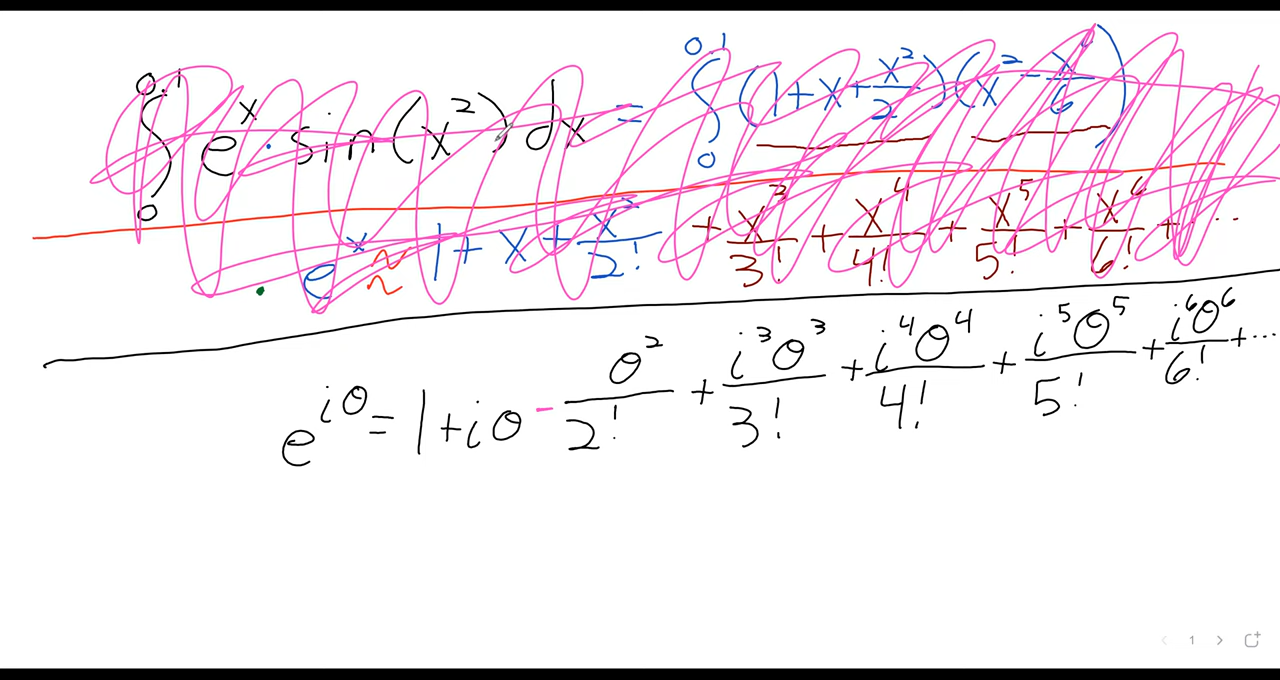 ∫₀^0.1 e^x · sin(x²) dx = ∫₀^0.1 (1 + x + x²/2)(x² - x⁶/6)
e^x ≈ 1 + x + x²/2! + x³/3! + x⁴/4! + x⁵/5! + x⁶/6! + ...
e^iθ = 1 + iθ - θ²/2! + i³θ³/3! + i⁴θ⁴/4! + i⁵θ⁵/5! + i⁶θ⁶/6! + ...
1